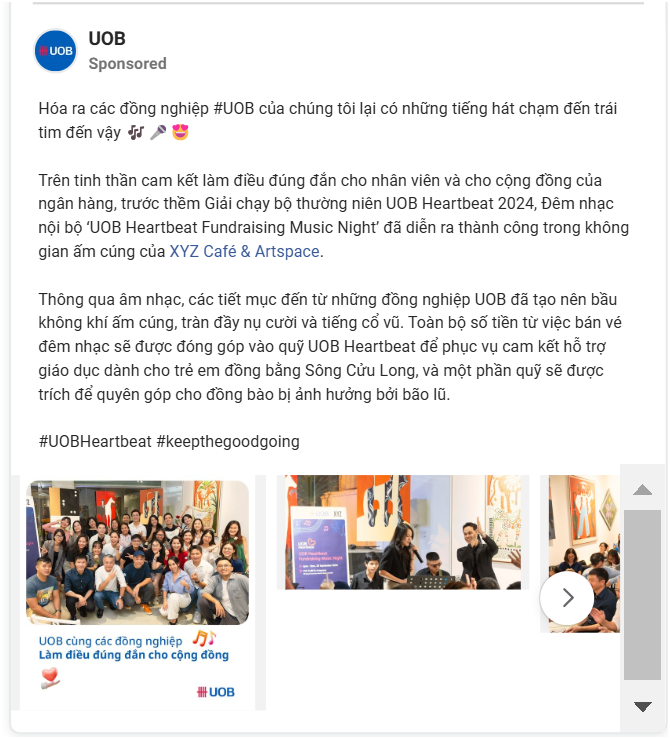 UOB
UOB
Sponsored
Hóa ra các đồng nghiệp #UOB của chúng tôi lại có những tiếng hát chạm đến trái
tim đến vậy 🎶 🎤 😍
Trên tinh thần cam kết làm điều đúng đắn cho nhân viên và cho cộng đồng của
ngân hàng, trước thềm Giải chạy bộ thường niên UOB Heartbeat 2024, Đêm nhạc
nội bộ ‘UOB Heartbeat Fundraising Music Night’ đã diễn ra thành công trong không
gian ấm cúng của XYZ Café & Artspace.
Thông qua âm nhạc, các tiết mục đến từ những đồng nghiệp UOB đã tạo nên bầu
không khí ấm cúng, tràn đầy nụ cười và tiếng cổ vũ. Toàn bộ số tiền từ việc bán vé
đêm nhạc sẽ được đóng góp vào quỹ UOB Heartbeat để phục vụ cam kết hỗ trợ
giáo dục dành cho trẻ em đồng bằng Sông Cửu Long, và một phần quỹ sẽ được
trích để quyên góp cho đồng bào bị ảnh hưởng bởi bão lũ.
#UOBHeartbeat #keepthegoodgoing
UOB XYZ
UOB Heartbeat
Fundraising Music Night
UOB cùng các đồng nghiệp
Làm điều đúng đắn cho cộng đồng
UOB